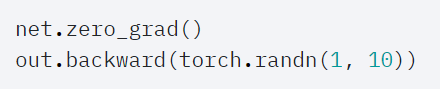 net.zero_grad()
out.backward(torch.randn(1, 10))